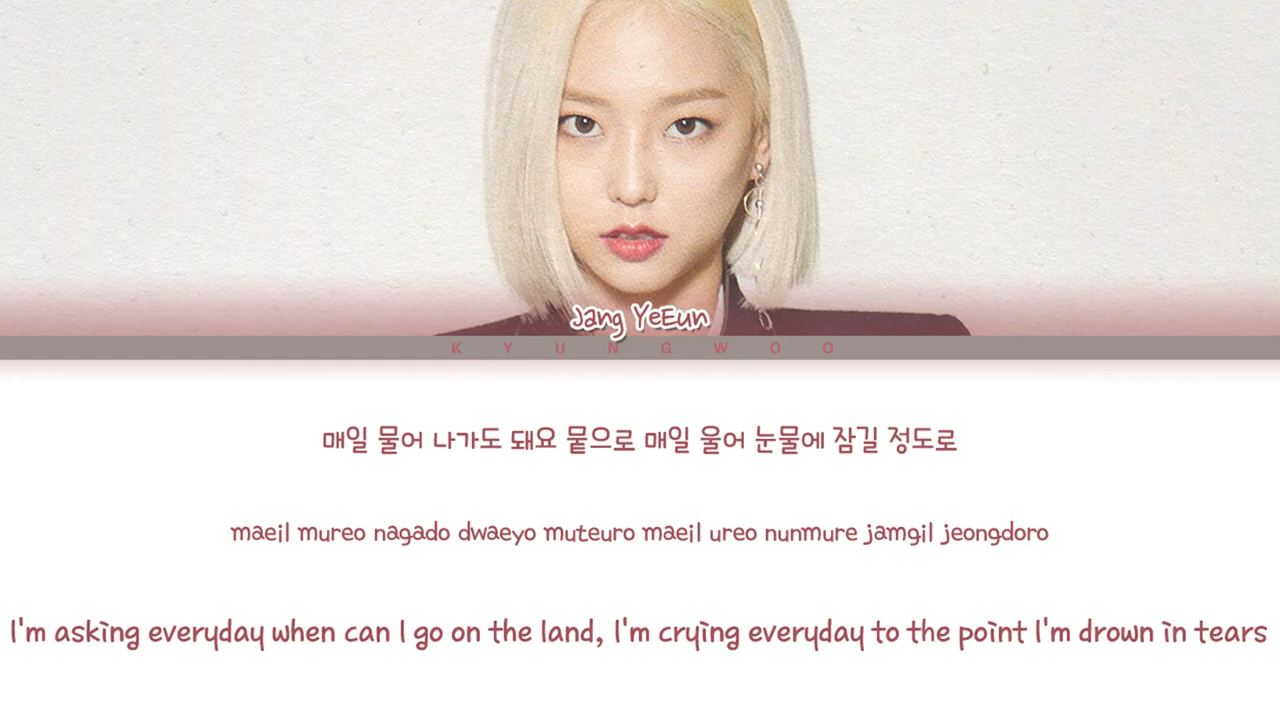 Jang YeEun
KYUNGWOO
매일 물어 나가도 돼요 뭍으로 매일 울어 눈물에 잠길 정도로
maeil mureo nagado dwaeyo muteuro maeil ureo nunmure jamgil jeongdoro
I'm asking everyday when can I go on the land, I'm crying everyday to the point I'm drown in tears